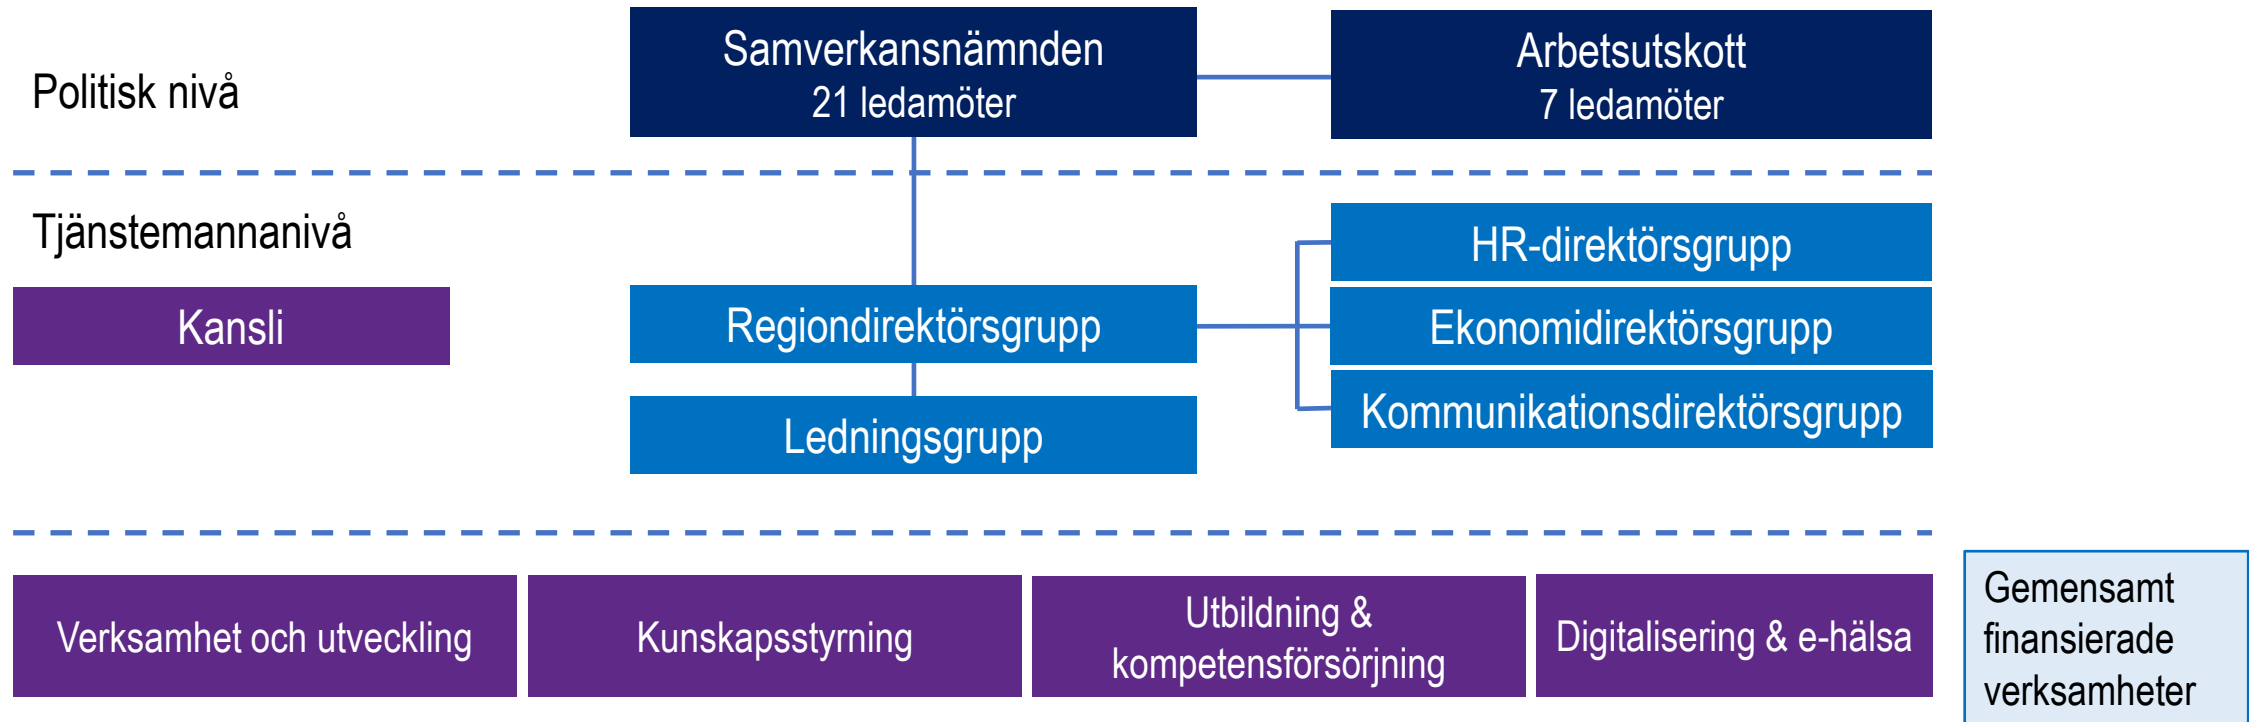 Politisk nivå
Samverkansnämnden
21 ledamöter
Arbetsutskott
7 ledamöter
Tjänstemannanivå
Kansli
Regiondirektörsgrupp
Ledningsgrupp
HR-direktörsgrupp
Ekonomidirektörsgrupp
Kommunikationsdirektörsgrupp
Verksamhet och utveckling
Kunskapsstyrning
Utbildning &
kompetensförsörjning
Digitalisering & e-hälsa
Gemensamt
finansierade
verksamheter